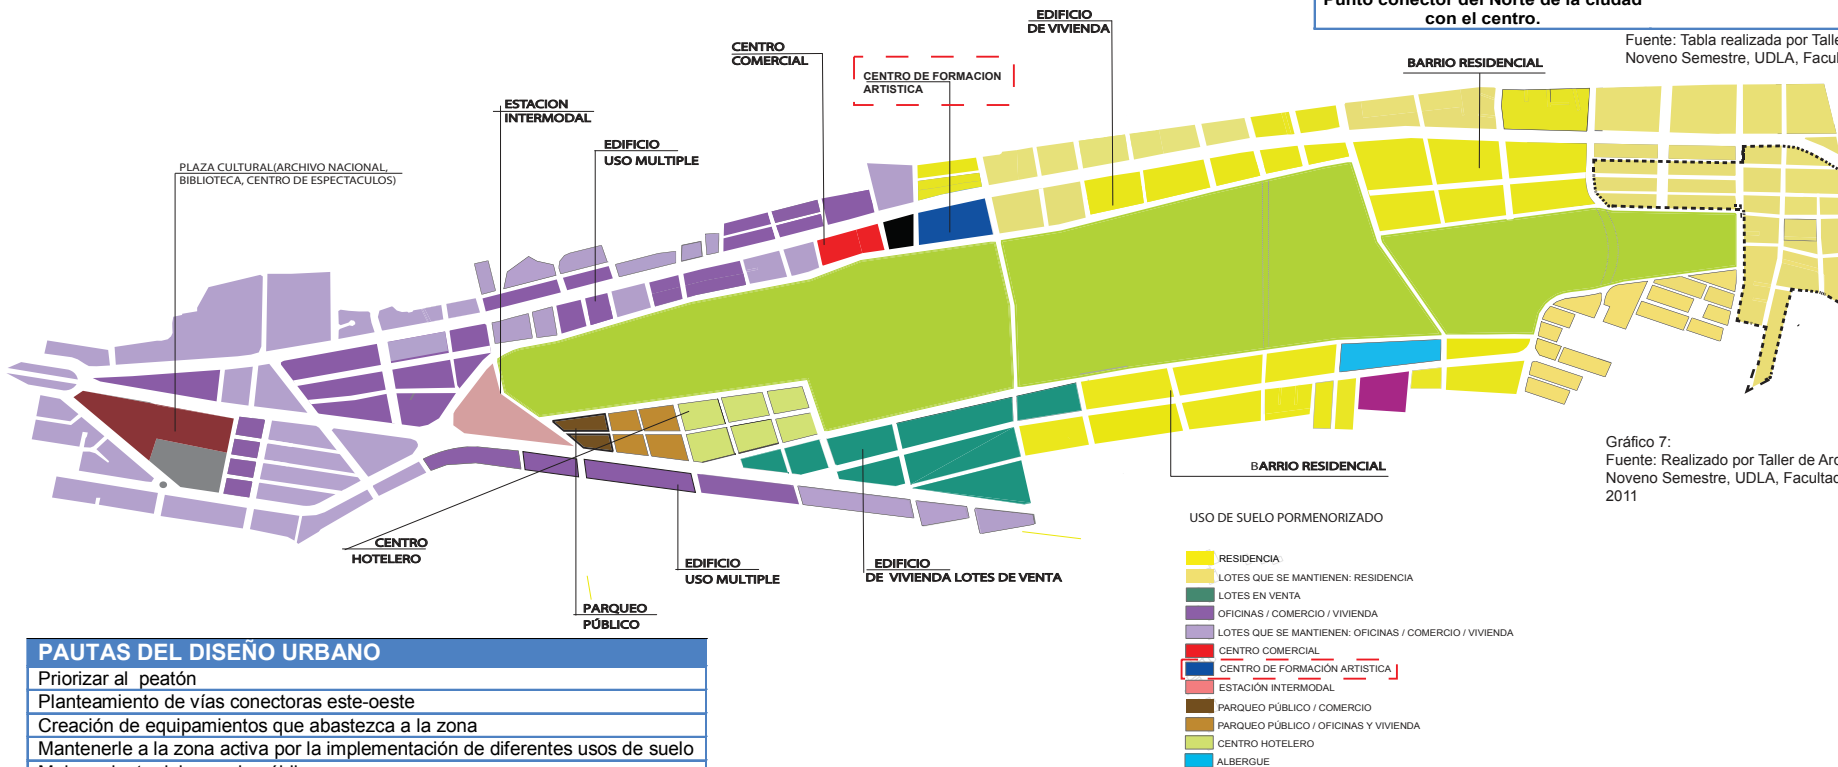 Punto conector del Norte de la ciudad
con el centro.
Fuente: Tabla realizada por
Noveno Semestre, UDLA,
EDIFICIO
DE VIVIENDA
CENTRO
COMERCIAL
CENTRO DE FORMACION
ARTISTICA
BARRIO RESIDENCIAL
ESTACION
INTERMODAL
EDIFICIO
USO MULTIPLE
PLAZA CULTURAL(ARCHIVO NACIONAL,
BIBLIOTECA, CENTRO DE ESPECTACULOS)
Gráfico 7:
Fuente: Realizado por Taller de
Noveno Semestre, UDLA,
2011
BARRIO RESIDENCIAL
CENTRO
HOTELERO
EDIFICIO
USO MULTIPLE
EDIFICIO
DE VIVIENDA LOTES DE VENTA
PARQUEO
PÚBLICO
USO DE SUELO PORMENORIZADO
RESIDENCIA
LOTES QUE SE MANTIENEN: RESIDENCIA
LOTES EN VENTA
OFICINAS / COMERCIO / VIVIENDA
LOTES QUE SE MANTIENEN: OFICINAS / COMERCIO / VIVIENDA
CENTRO COMERCIAL
CENTRO DE FORMACIÓN ARTISTICA
ESTACIÓN INTERMODAL
PARQUEO PÚBLICO / COMERCIO
PARQUEO PÚBLICO / OFICINAS Y VIVIENDA
CENTRO HOTELERO
ALBERGUE
PAUTAS DEL DISEÑO URBANO
Priorizar al peatón
Planteamiento de vías conectoras este-oeste
Creación de equipamientos que abastezca a la zona
Mantenerle a la zona activa por la implementación de diferentes usos de suelo